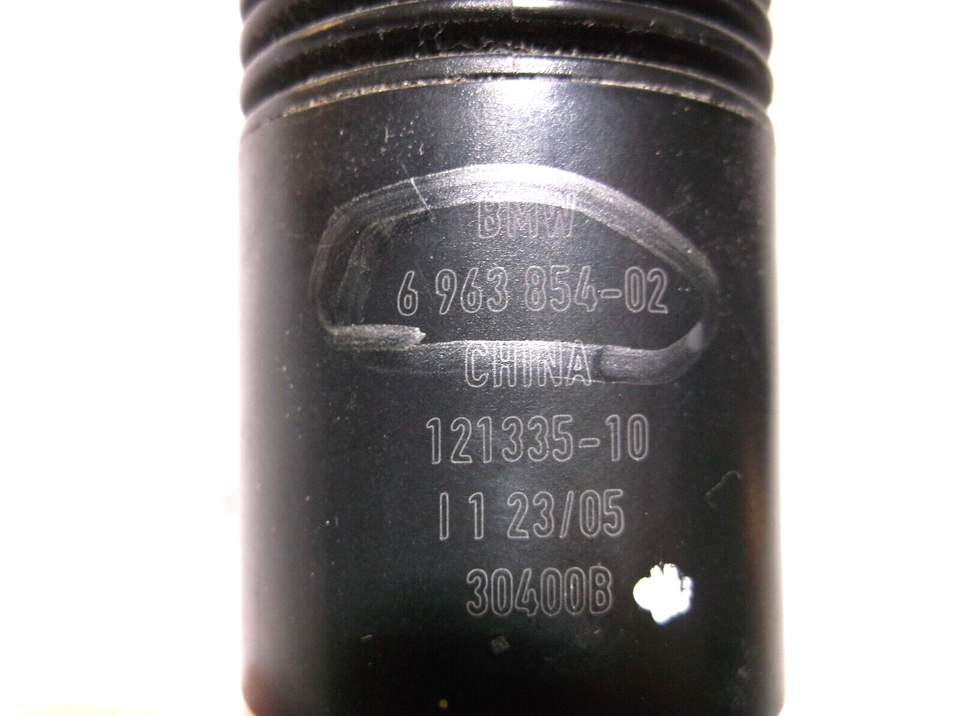 BMW
6 963 854-02
CHINA
121335-10
I 1 23/05
30400B